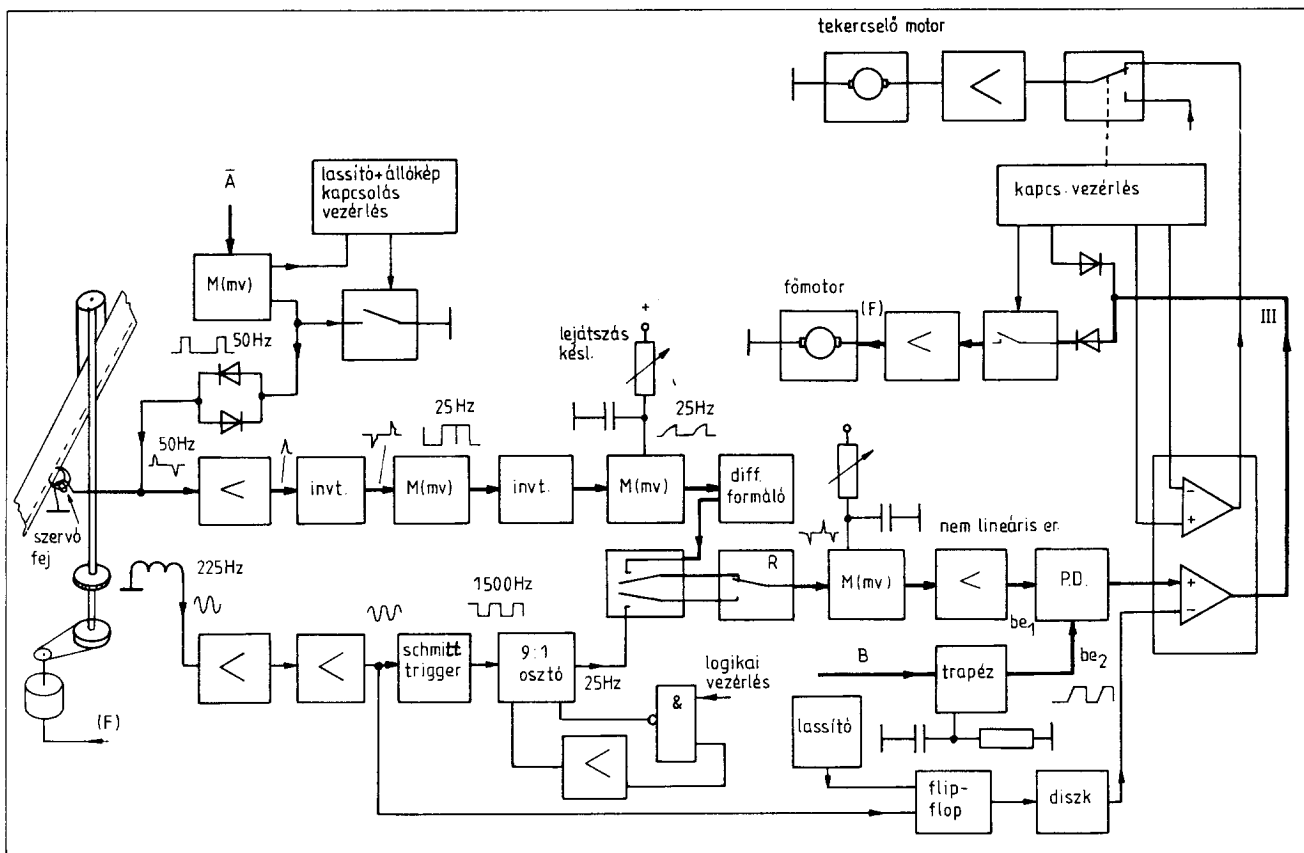 tekercselő motor
<
Ā
lassító+állókép
kapcsolás
vezérlés
kapcs. vezérlés
M(mv)
főmotor
(F)
<
III
50Hz
+
lejátszás
késl.
25Hz
25Hz
50Hz
<
invt.
M(mv)
invt.
M(mv)
diff.
formáló
szervó
fej
nem lineáris er.
-
+
225Hz
1500Hz
R
M(mv)
<
P.D.
+
-
be1
be2
<
<
schmitt
trigger
9:1
osztó
25Hz
logikai
vezérlés
B
trapéz
&
lassító
(F)
<
flip-
flop
diszk